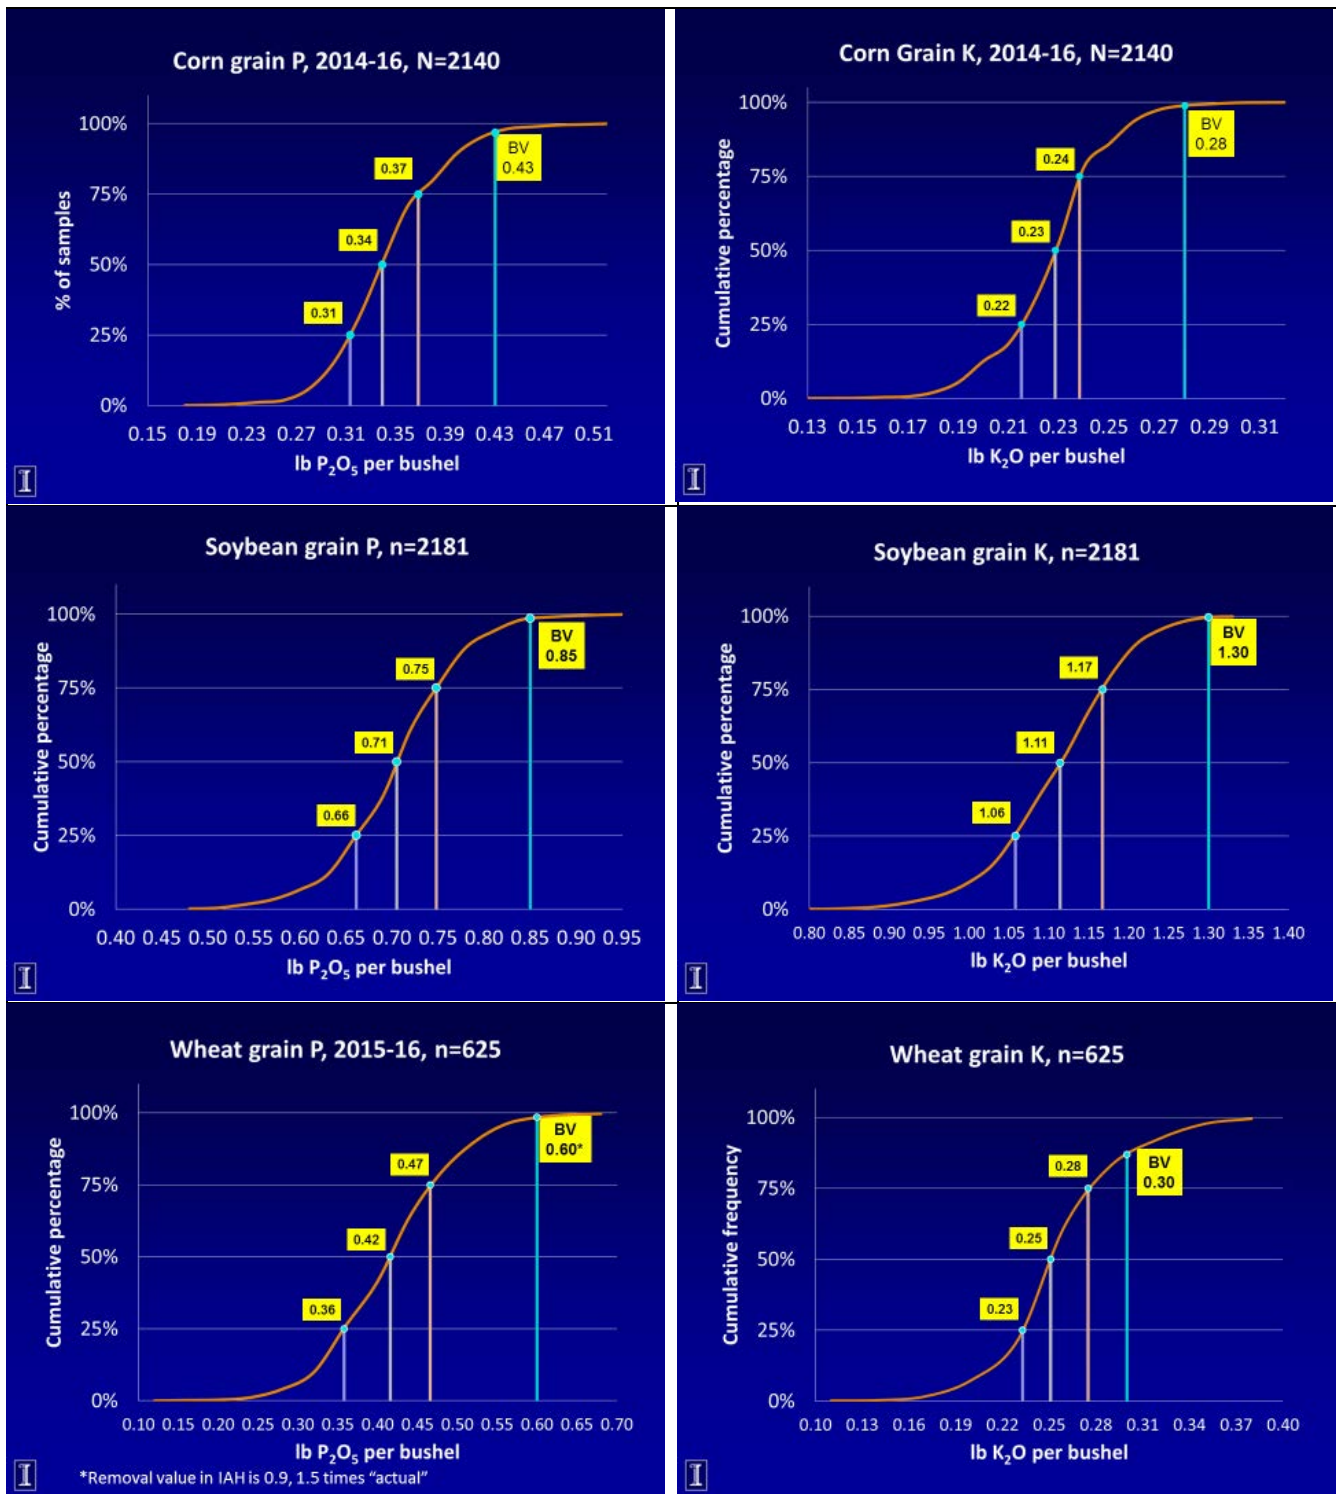 Corn grain P, 2014-16, N=2140
% of samples
100%
75%
50%
25%
0%
0.31
0.34
0.37
BV
0.43
0.15 0.19 0.23 0.27 0.31 0.35 0.39 0.43 0.47 0.51
lb P₂O₅ per bushel
I
Corn Grain K, 2014-16, N=2140
Cumulative percentage
100%
75%
50%
25%
0%
0.22
0.23
0.24
BV
0.28
0.13 0.15 0.17 0.19 0.21 0.23 0.25 0.27 0.29 0.31
lb K₂O per bushel
I
Soybean grain P, n=2181
Cumulative percentage
100%
75%
50%
25%
0%
0.66
0.71
0.75
BV
0.85
0.40 0.45 0.50 0.55 0.60 0.65 0.70 0.75 0.80 0.85 0.90 0.95
lb P₂O₅ per bushel
I
Soybean grain K, n=2181
Cumulative percentage
100%
75%
50%
25%
0%
1.06
1.11
1.17
BV
1.30
0.80 0.85 0.90 0.95 1.00 1.05 1.10 1.15 1.20 1.25 1.30 1.35 1.40
lb K₂O per bushel
I
Wheat grain P, 2015-16, n=625
Cumulative percentage
100%
75%
50%
25%
0%
0.36
0.42
0.47
BV
0.60*
0.10 0.15 0.20 0.25 0.30 0.35 0.40 0.45 0.50 0.55 0.60 0.65 0.70
lb P₂O₅ per bushel
*Removal value in IAH is 0.9, 1.5 times “actual”
I
Wheat grain K, n=625
Cumulative frequency
100%
75%
50%
25%
0%
0.23
0.25
0.28
BV
0.30
0.10 0.13 0.16 0.19 0.22 0.25 0.28 0.31 0.34 0.37 0.40
lb K₂O per bushel
I